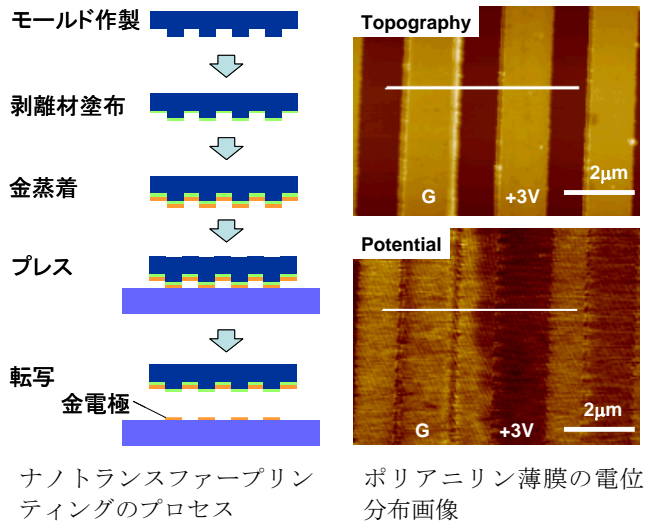 モールド作製
剥離材塗布
金蒸着
プレス
転写
金電極
ナノトランスファープリン
ティングのプロセス
Topography
G
+3V
2μm
Potential
G
+3V
2μm
ポリアニリン薄膜の電位
分布画像